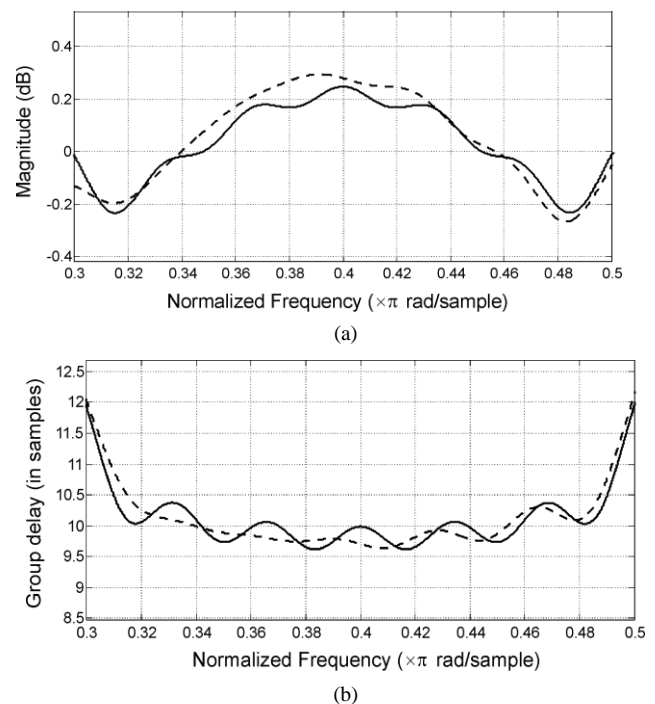 0.4
0.2
0
-0.2
-0.4
Magnitude (dB)
0.3 0.32 0.34 0.36 0.38 0.4 0.42 0.44 0.46 0.48 0.5
Normalized Frequency (×π rad/sample)
(a)
12.5
12
11.5
11
10.5
10
9.5
9
8.5
Group delay (in samples)
0.3 0.32 0.34 0.36 0.38 0.4 0.42 0.44 0.46 0.48 0.5
Normalized Frequency (×π rad/sample)
(b)